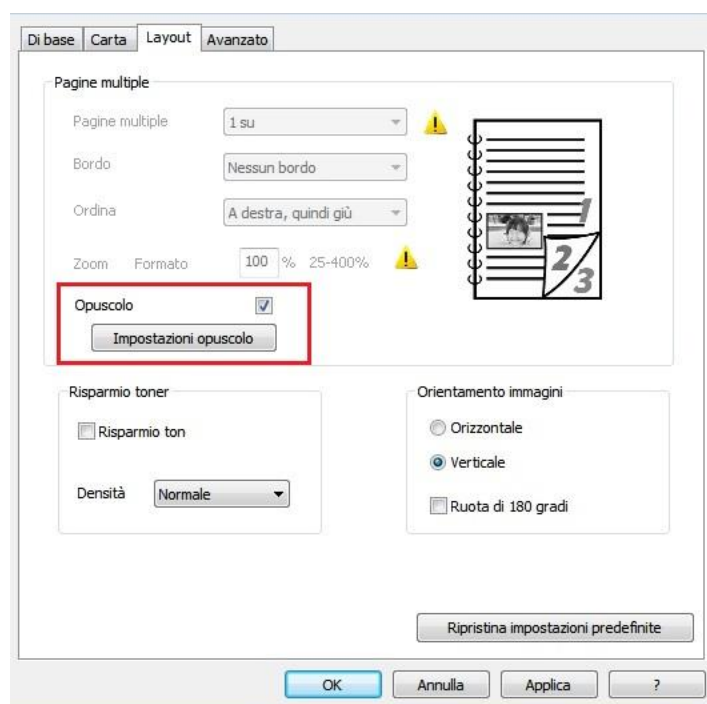 Di base Carta Layout Avanzato
Pagine multiple
Pagine multiple 1 su
Bordo Nessun bordo
Ordina A destra, quindi giù
Zoom Formato 100 % 25-400%
Opuscolo
Impostazioni opuscolo
1
2
3
Risparmio toner
Risparmio ton
Densità Normale
Orientamento immagini
Orizzontale
Verticale
Ruota di 180 gradi
Ripristina impostazioni predefinite
OK Annulla Applica ?